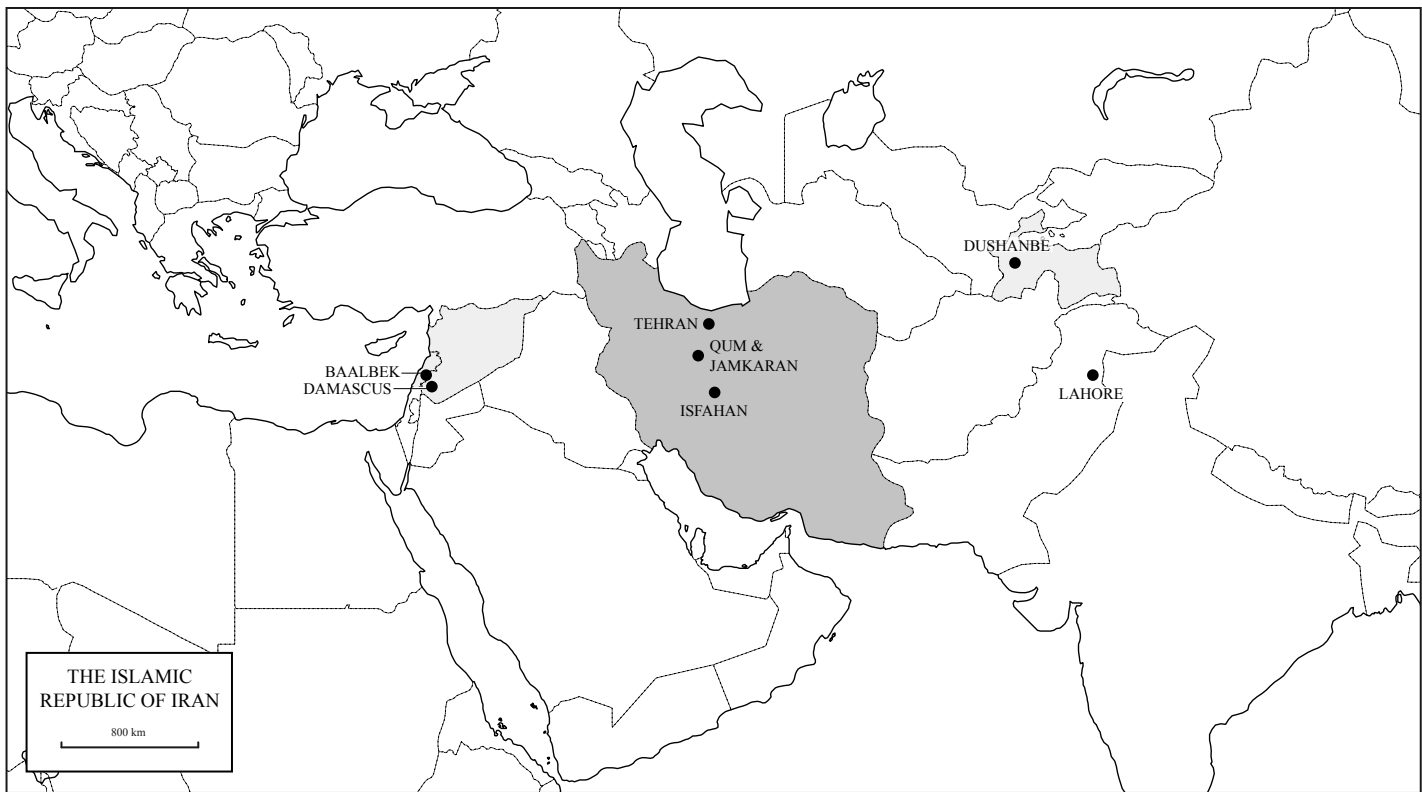 DUSHANBE
TEHRAN
QUM &
JAMKARAN
BAALBEK
DAMASCUS
LAHORE
ISFAHAN
THE ISLAMIC
REPUBLIC OF IRAN
800 km